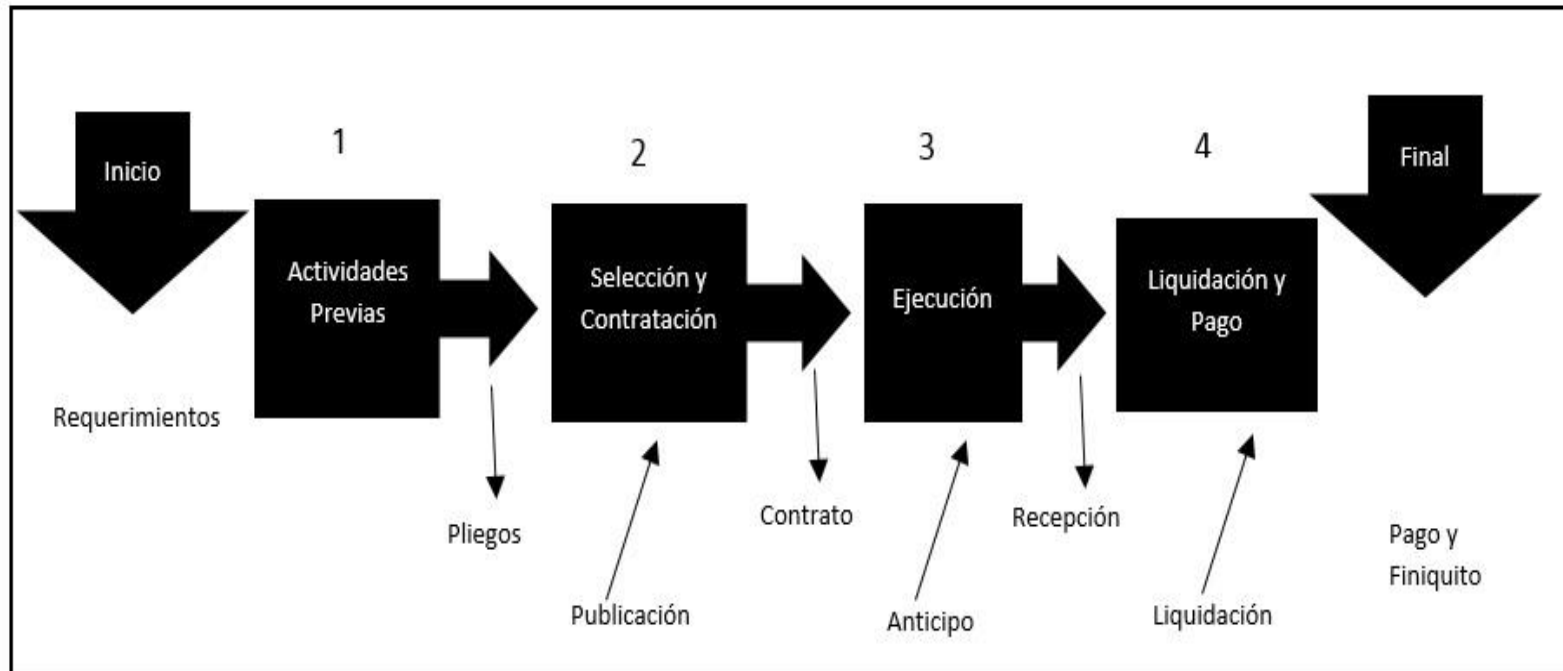 1
2
3
4
Inicio
Final
Actividades
Previas
Selección y
Contratación
Ejecución
Liquidación y
Pago
Requerimientos
Pliegos
Contrato
Recepción
Pago y
Finiquito
Publicación
Anticipo
Liquidación